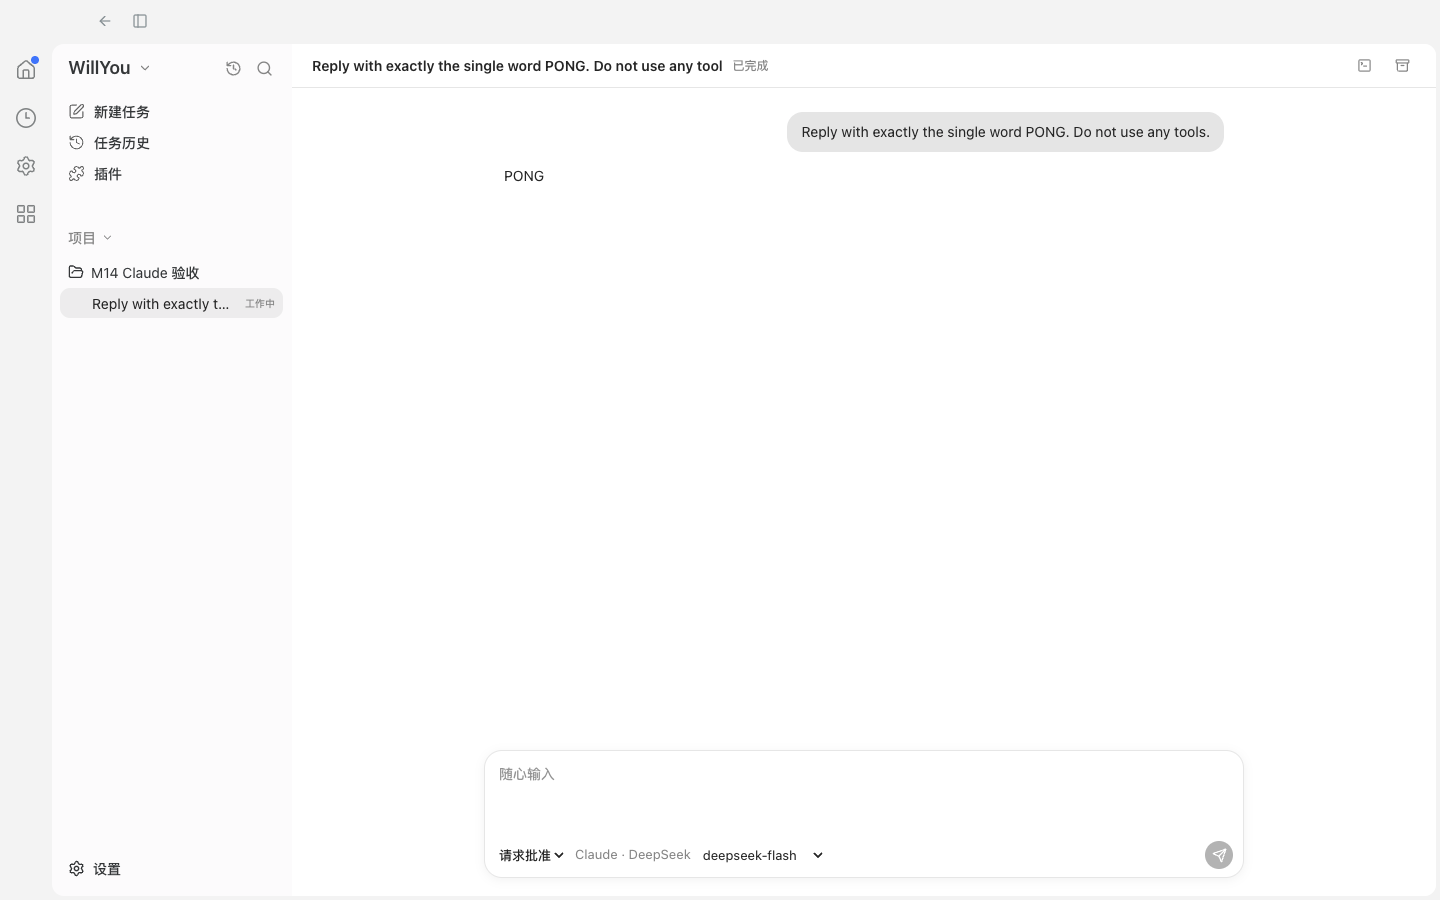 WillYou
新建任务
任务历史
插件
项目
M14 Claude 验收
Reply with exactly t... 工作中
设置
Reply with exactly the single word PONG. Do not use any tool 已完成
Reply with exactly the single word PONG. Do not use any tools.
PONG
随心输入
请求批准 Claude · DeepSeek deepseek-flash